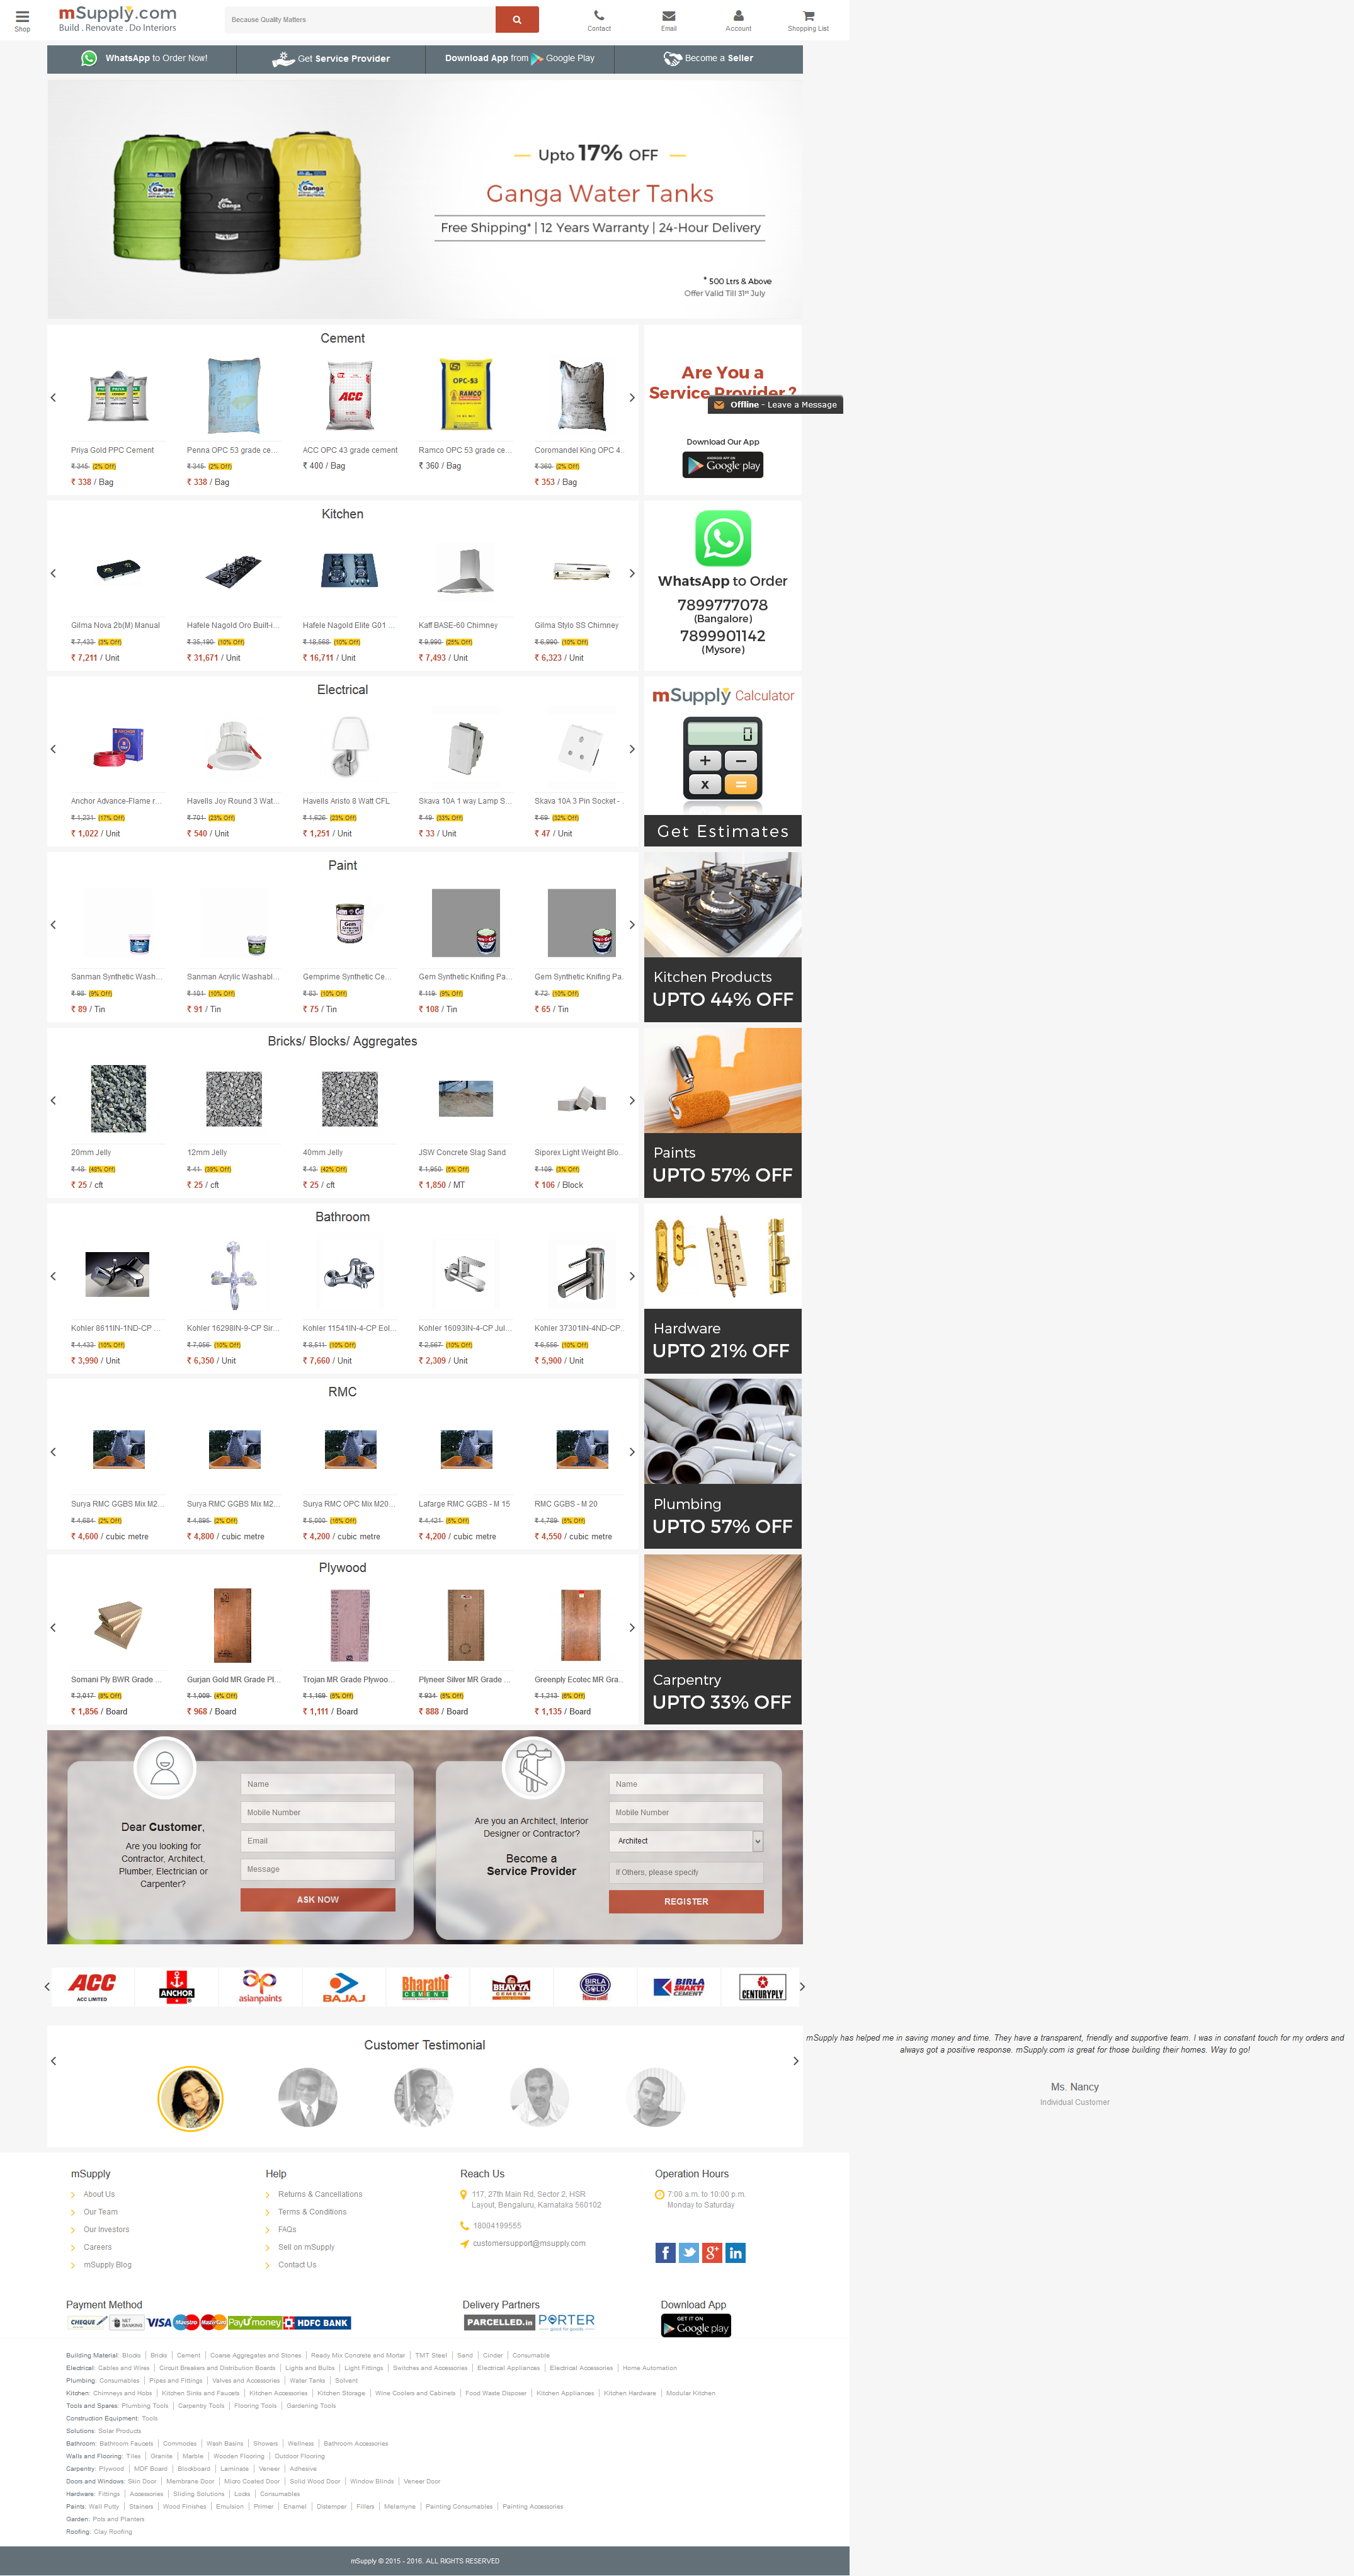 Shop
mSupply.com
Build . Renovate . Do Interiors
Because Quality Matters
Contact
Email
Account
Shopping List
WhatsApp to Order Now!
Get Service Provider
Download App from Google Play
Become a Seller
Upto 17% OFF
Ganga Water Tanks
Free Shipping* | 12 Years Warranty | 24-Hour Delivery
* 500 Ltrs & Above
Offer Valid Till 31st July
Cement
Priya Gold PPC Cement
Penna OPC 53 grade ce...
ACC OPC 43 grade cement
Ramco OPC 53 grade ce...
Coromandel King OPC 4..
₹ 345 (2% Off)
₹ 345 (2% Off)
₹ 400 / Bag
₹ 360 / Bag
₹ 360 (2% Off)
₹ 338 / Bag
₹ 338 / Bag
₹ 353 / Bag
Are You a
Service Provider ?
Offline - Leave a Message
Download Our App
ANDROID APP ON
Google play
Kitchen
Gilma Nova 2b(M) Manual
Hafele Nagold Oro Built-i...
Hafele Nagold Elite G01 ...
Kaff BASE-60 Chimney
Gilma Stylo SS Chimney
₹ 7,433 (3% Off)
₹ 35,190 (10% Off)
₹ 18,568 (10% Off)
₹ 9,990 (25% Off)
₹ 6,990 (10% Off)
₹ 7,211 / Unit
₹ 31,671 / Unit
₹ 16,711 / Unit
₹ 7,493 / Unit
₹ 6,323 / Unit
WhatsApp to Order
7899777078
(Bangalore)
7899901142
(Mysore)
Electrical
Anchor Advance-Flame r...
Havells Joy Round 3 Wat...
Havells Aristo 8 Watt CFL
Skava 10A 1 way Lamp S...
Skava 10A 3 Pin Socket - .
₹ 1,231 (17% Off)
₹ 701 (23% Off)
₹ 1,626 (23% Off)
₹ 49 (33% Off)
₹ 69 (32% Off)
₹ 1,022 / Unit
₹ 540 / Unit
₹ 1,251 / Unit
₹ 33 / Unit
₹ 47 / Unit
mSupply Calculator
0
+ −
x =
Get Estimates
Paint
Sanman Synthetic Wash...
Sanman Acrylic Washabl...
Gemprime Synthetic Ce...
Gem Synthetic Knifing Pa...
Gem Synthetic Knifing Pa.
₹ 98 (9% Off)
₹ 101 (10% Off)
₹ 83 (10% Off)
₹ 119 (9% Off)
₹ 72 (10% Off)
₹ 89 / Tin
₹ 91 / Tin
₹ 75 / Tin
₹ 108 / Tin
₹ 65 / Tin
Kitchen Products
UPTO 44% OFF
Bricks/ Blocks/ Aggregates
20mm Jelly
12mm Jelly
40mm Jelly
JSW Concrete Slag Sand
Siporex Light Weight Blo..
₹ 48 (48% Off)
₹ 41 (39% Off)
₹ 43 (42% Off)
₹ 1,950 (5% Off)
₹ 109 (3% Off)
₹ 25 / cft
₹ 25 / cft
₹ 25 / cft
₹ 1,850 / MT
₹ 106 / Block
Paints
UPTO 57% OFF
Bathroom
Kohler 8611IN-1ND-CP ...
Kohler 16298IN-9-CP Sir...
Kohler 11541IN-4-CP Eol...
Kohler 16093IN-4-CP Jul...
Kohler 37301IN-4ND-CP..
₹ 4,433 (10% Off)
₹ 7,056 (10% Off)
₹ 8,511 (10% Off)
₹ 2,567 (10% Off)
₹ 6,556 (10% Off)
₹ 3,990 / Unit
₹ 6,350 / Unit
₹ 7,660 / Unit
₹ 2,309 / Unit
₹ 5,900 / Unit
Hardware
UPTO 21% OFF
RMC
Surya RMC GGBS Mix M2...
Surya RMC GGBS Mix M2...
Surya RMC OPC Mix M20...
Lafarge RMC GGBS - M 15
RMC GGBS - M 20
₹ 4,684 (2% Off)
₹ 4,895 (2% Off)
₹ 5,000 (16% Off)
₹ 4,421 (5% Off)
₹ 4,789 (5% Off)
₹ 4,600 / cubic metre
₹ 4,800 / cubic metre
₹ 4,200 / cubic metre
₹ 4,200 / cubic metre
₹ 4,550 / cubic metre
Plumbing
UPTO 57% OFF
Plywood
Somani Ply BWR Grade ...
Gurjan Gold MR Grade Pl...
Trojan MR Grade Plywoo...
Plyneer Silver MR Grade ...
Greenply Ecotec MR Gra..
₹ 2,017 (8% Off)
₹ 1,009 (4% Off)
₹ 1,169 (5% Off)
₹ 934 (5% Off)
₹ 1,213 (6% Off)
₹ 1,856 / Board
₹ 968 / Board
₹ 1,111 / Board
₹ 888 / Board
₹ 1,135 / Board
Carpentry
UPTO 33% OFF
Dear Customer,
Are you looking for
Contractor, Architect,
Plumber, Electrician or
Carpenter?
Name
Mobile Number
Email
Message
ASK NOW
Are you an Architect, Interior
Designer or Contractor?
Become a
Service Provider
Name
Mobile Number
Architect
If Others, please specify
REGISTER
ACC
ACC LIMITED
ANCHOR
ap
asianpaints
BAJAJ
Bharathi
CEMENT
BHAVYA
CEMENT
BIRLA
GOLD
BIRLA
SHAKTI
CEMENT
CENTURYPLY
Customer Testimonial
mSupply has helped me in saving money and time. They have a transparent, friendly and supportive team. I was in constant touch for my orders and
always got a positive response. mSupply.com is great for those building their homes. Way to go!
Ms. Nancy
Individual Customer
mSupply
About Us
Our Team
Our Investors
Careers
mSupply Blog
Help
Returns & Cancellations
Terms & Conditions
FAQs
Sell on mSupply
Contact Us
Reach Us
117, 27th Main Rd, Sector 2, HSR
Layout, Bengaluru, Karnataka 560102
18004199555
customersupport@msupply.com
Operation Hours
7:00 a.m. to 10:00 p.m.
Monday to Saturday
Payment Method
CHEQUE NET BANKING VISA Maestro MasterCard PayUmoney HDFC BANK
Delivery Partners
PARCELLED.in PORTER
Download App
GET IT ON
Google play
Building Material: Blocks | Bricks | Cement | Coarse Aggregates and Stones | Ready Mix Concrete and Mortar | TMT Steel | Sand | Cinder | Consumable
Electrical: Cables and Wires | Circuit Breakers and Distribution Boards | Lights and Bulbs | Light Fittings | Switches and Accessories | Electrical Appliances | Electrical Accessories | Home Automation
Plumbing: Consumables | Pipes and Fittings | Valves and Accessories | Water Tanks | Solvent
Kitchen: Chimneys and Hobs | Kitchen Sinks and Faucets | Kitchen Accessories | Kitchen Storage | Wine Coolers and Cabinets | Food Waste Disposer | Kitchen Appliances | Kitchen Hardware | Modular Kitchen
Tools and Spares: Plumbing Tools | Carpentry Tools | Flooring Tools | Gardening Tools
Construction Equipment: Tools
Solutions: Solar Products
Bathroom: Bathroom Faucets | Commodes | Wash Basins | Showers | Wellness | Bathroom Accessories
Walls and Flooring: Tiles | Granite | Marble | Wooden Flooring | Outdoor Flooring
Carpentry: Plywood | MDF Board | Blockboard | Laminate | Veneer | Adhesive
Doors and Windows: Skin Door | Membrane Door | Micro Coated Door | Solid Wood Door | Window Blinds | Veneer Door
Hardware: Fittings | Accessories | Sliding Solutions | Locks | Consumables
Paints: Wall Putty | Stainers | Wood Finishes | Emulsion | Primer | Enamel | Distemper | Fillers | Melamyne | Painting Consumables | Painting Accessories
Garden: Pots and Planters
Roofing: Clay Roofing
mSupply © 2015 - 2016. ALL RIGHTS RESERVED